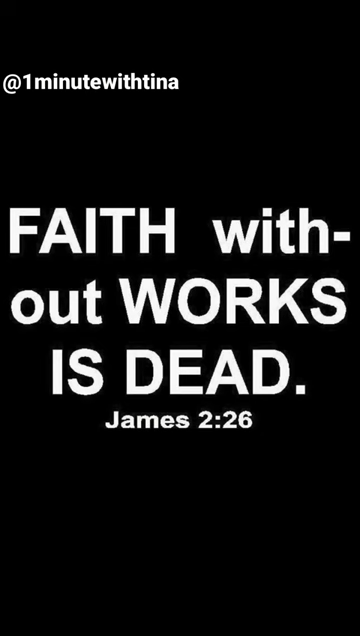 @1minutewithtina
FAITH with-
out WORKS
IS DEAD.
James 2:26